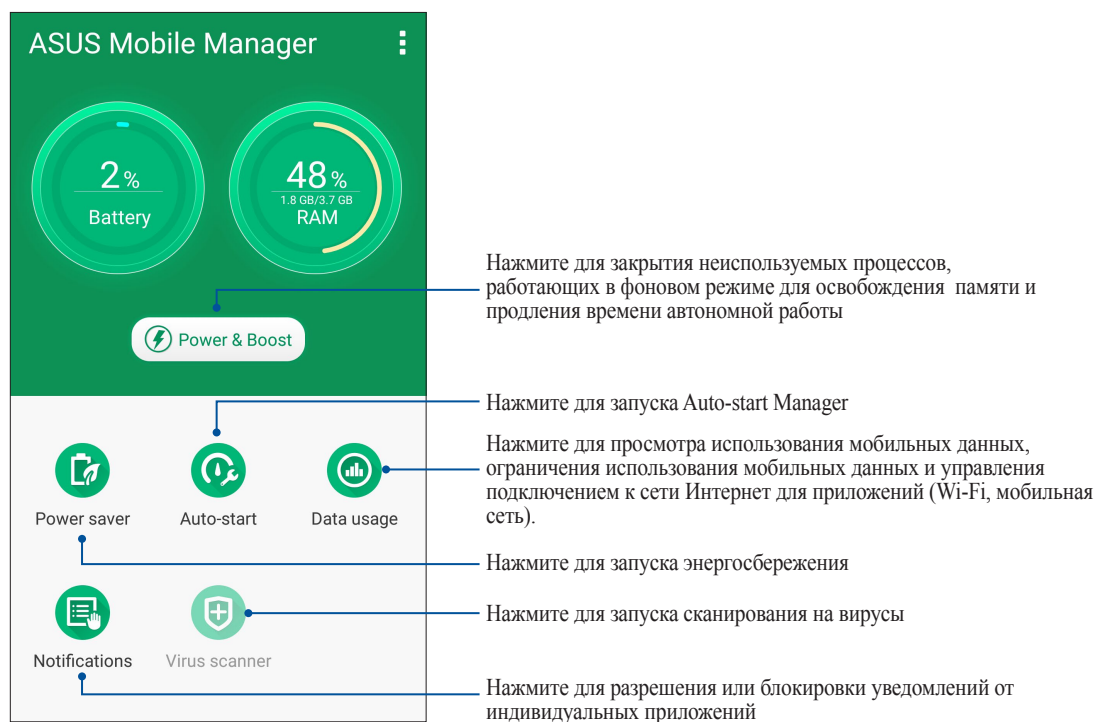 ASUS Mobile Manager
2%
Battery
48%
1.8 GB/3.7 GB
RAM
Power & Boost
Нажмите для закрытия неиспользуемых процессов,
работающих в фоновом режиме для освобождения памяти и
продления времени автономной работы
Нажмите для запуска Auto-start Manager
Нажмите для просмотра использования мобильных данных,
ограничения использования мобильных данных и управления
подключением к сети Интернет для приложений (Wi-Fi, мобильная
сеть).
Power saver
Auto-start
Data usage
Нажмите для запуска энергосбережения
Нажмите для запуска сканирования на вирусы
Notifications
Virus scanner
Нажмите для разрешения или блокировки уведомлений от
индивидуальных приложений